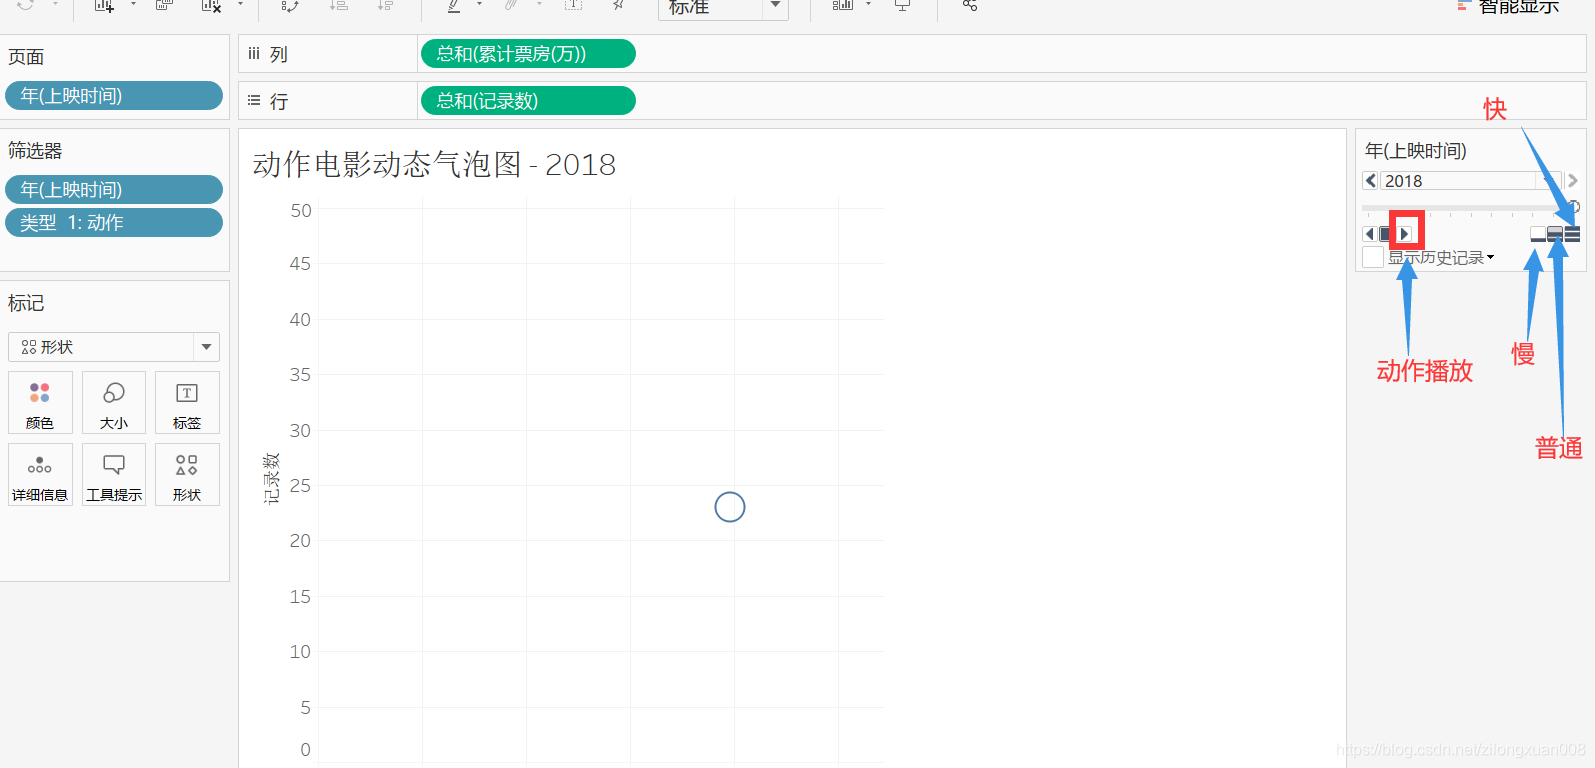 标准
智能显示
页面
年(上映时间)
筛选器
年(上映时间)
类型 1: 动作
标记
形状
颜色
大小
标签
详细信息
工具提示
形状
列
总和(累计票房(万))
行
总和(记录数)
动作电影动态气泡图 - 2018
50
45
40
35
30
25
20
15
10
5
0
记录数
快
年(上映时间)
2018
显示历史记录
动作播放
慢
普通
https://blog.csdn.net/zilongxuan008